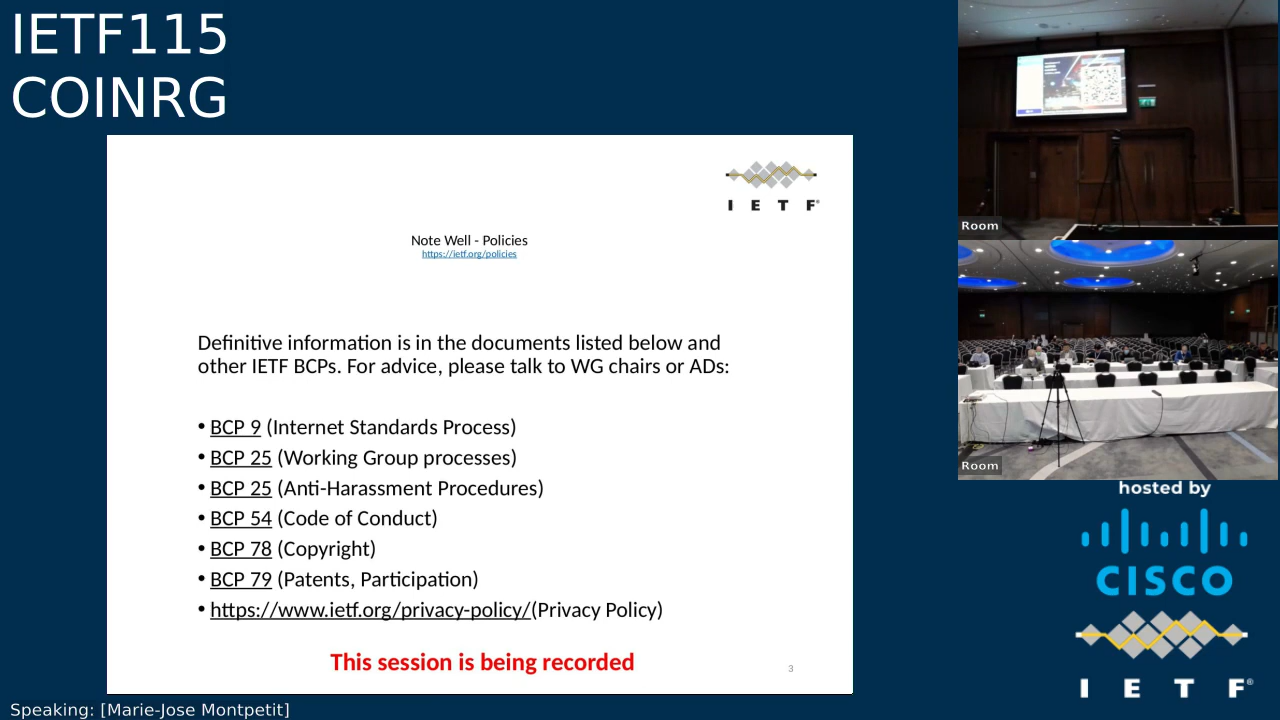 IETF115
COINRG
I E T F®
Note Well - Policies
https://ietf.org/policies
Definitive information is in the documents listed below and
other IETF BCPs. For advice, please talk to WG chairs or ADs:
• BCP 9 (Internet Standards Process)
• BCP 25 (Working Group processes)
• BCP 25 (Anti-Harassment Procedures)
• BCP 54 (Code of Conduct)
• BCP 78 (Copyright)
• BCP 79 (Patents, Participation)
• https://www.ietf.org/privacy-policy/(Privacy Policy)
This session is being recorded
3
Room
Room
hosted by
CISCO
I E T F®
Speaking: [Marie-Jose Montpetit]